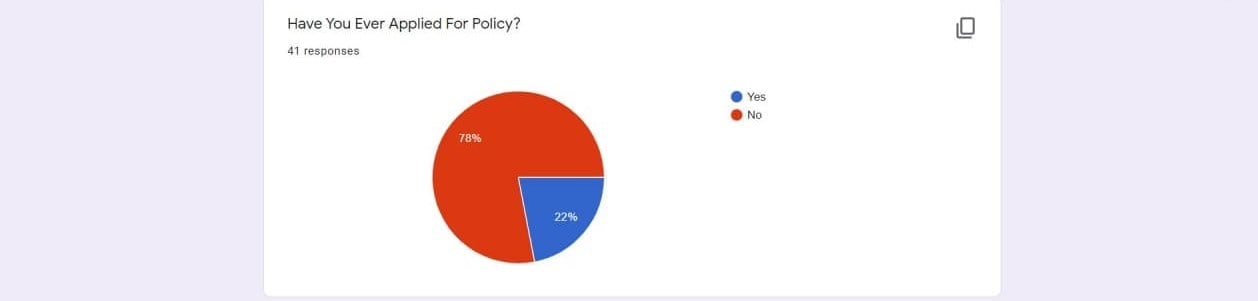 Have You Ever Applied For Policy?
41 responses
Yes
No
78%
22%